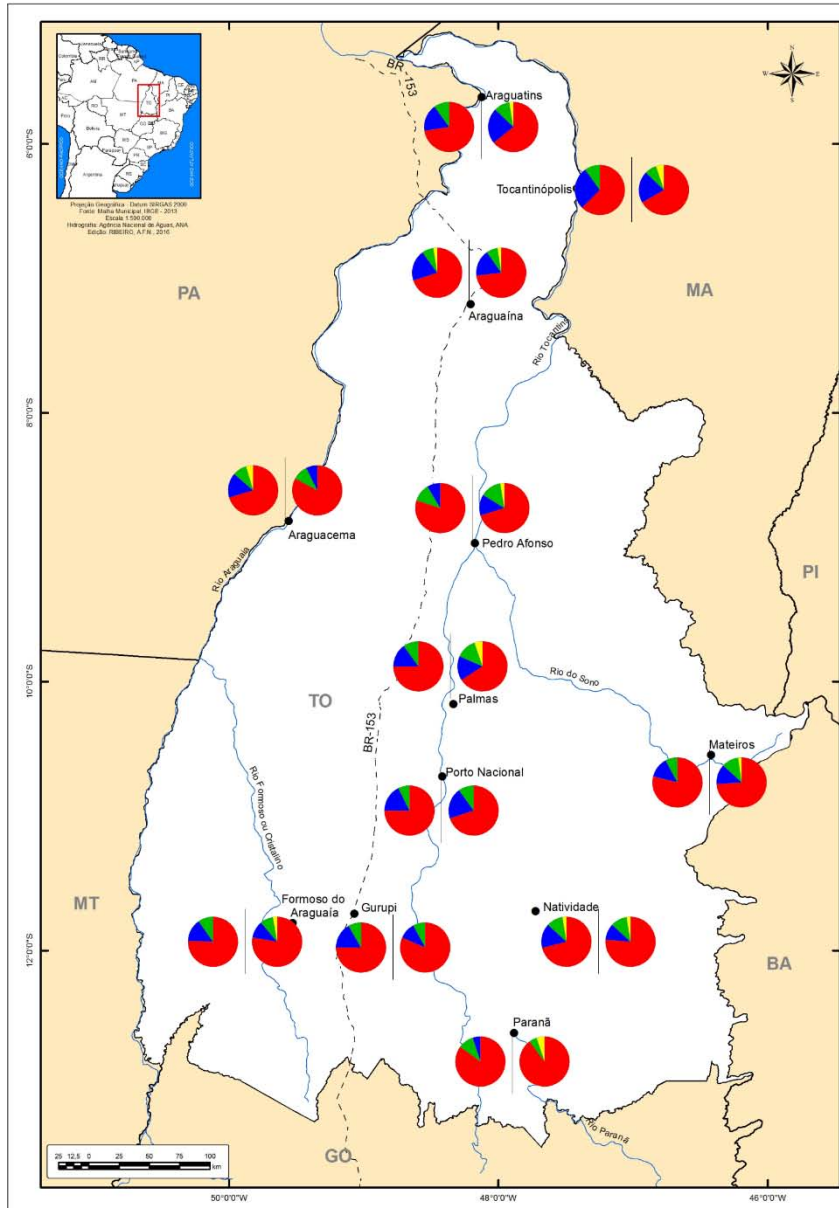 N
W
E
S
BR -153
Araguatins
Tocantinópolis
Araguaína
PA
MA
Rio Tocantins
Araguacema
Rio Araguaia
Pedro Afonso
PI
Rio do Sono
TO
BR-153
Palmas
Mateiros
Porto Nacional
Rio Formoso ou Cristalino
MT
Formoso do
Araguaía
Gurupi
Natividade
BA
Paranã
Rio Paranã
GO
Projeção Geográfica - Datum SIRGAS 2000
Fonte: Malha Municipal, IBGE - 2013
Escala 1:500.000
Hidrografia: Agência Nacional de Águas, ANA
Edição: RIBEIRO, A.F.N., 2016
6°0'0"S
8°0'0"S
10°0'0"S
12°0'0"S
25 12,5 0 25 50 75 100
km
50°0'0"W
48°0'0"W
46°0'0"W